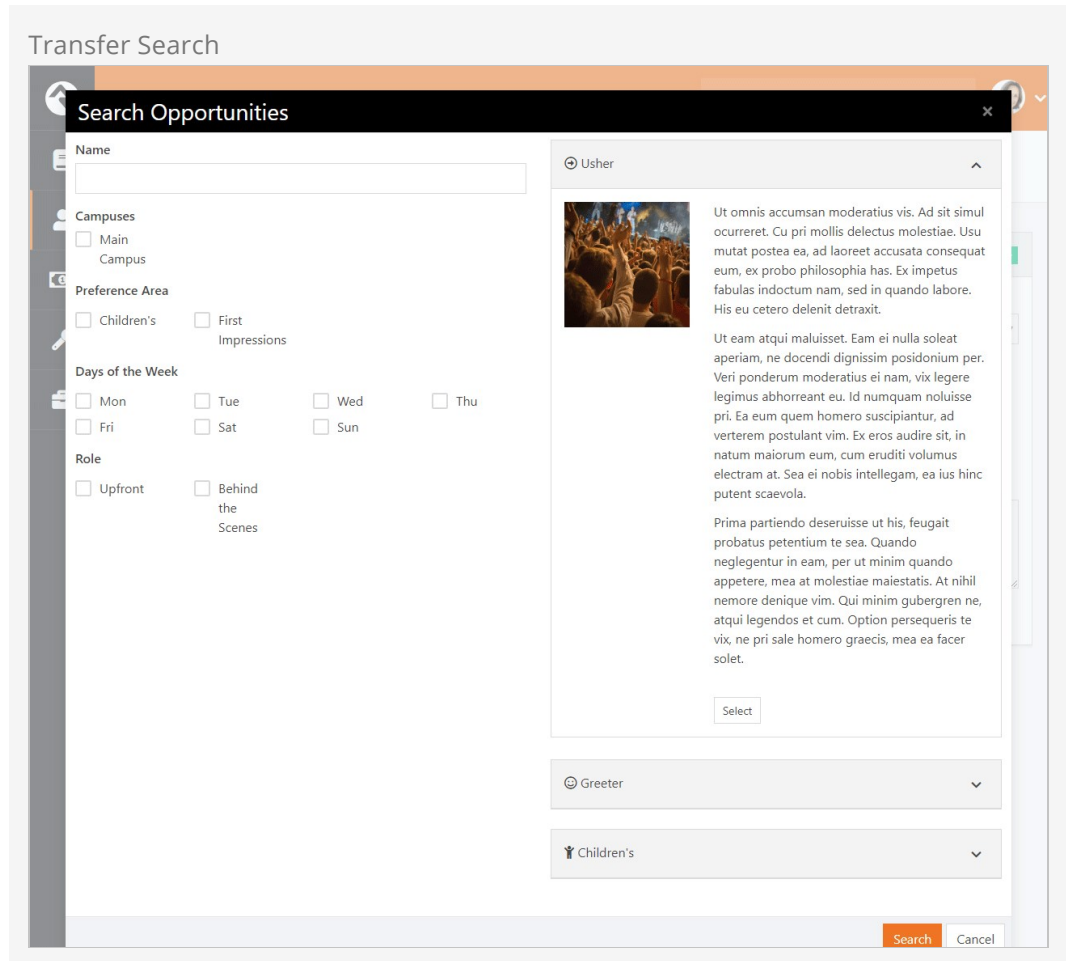 Transfer Search
Search Opportunities
×
Name
Campuses
Main
Campus
Preference Area
Children's
First
Impressions
Days of the Week
Mon Tue Wed Thu
Fri Sat Sun
Role
Upfront
Behind
the
Scenes
Usher
Ut omnis accumsan moderatius vis. Ad sit simul
ocurreret. Cu pri mollis delectus molestiae. Usu
mutat postea ea, ad laoreet accusata consequat
eum, ex probo philosophia has. Ex impetus
fabulas indoctum nam, sed in quando labore.
His eu cetero delenit detraxit.
Ut eam atqui maluisset. Eam ei nulla soleat
aperiam, ne docendi dignissim posidonium per.
Veri ponderum moderatius ei nam, vix legere
legimus abhorreant eu. Id numquam noluisse
pri. Ea eum quem homero suscipiantur, ad
verterem postulant vim. Ex eros audire sit, in
natum maiorum eum, cum eruditi volumus
electram at. Sea ei nobis intellegam, ea ius hinc
putent scaevola.
Prima partiendo deseruisse ut his, feugait
probatus petentium te sea. Quando
neglegentur in eam, per ut minim quando
appetere, mea at molestiae maiestatis. At nihil
nemore denique vim. Qui minim gubergren ne,
atqui legendos et cum. Option persequeris te
vix, ne pri sale homero graecis, mea ea facer
solet.
Select
Greeter
Children's
Search Cancel